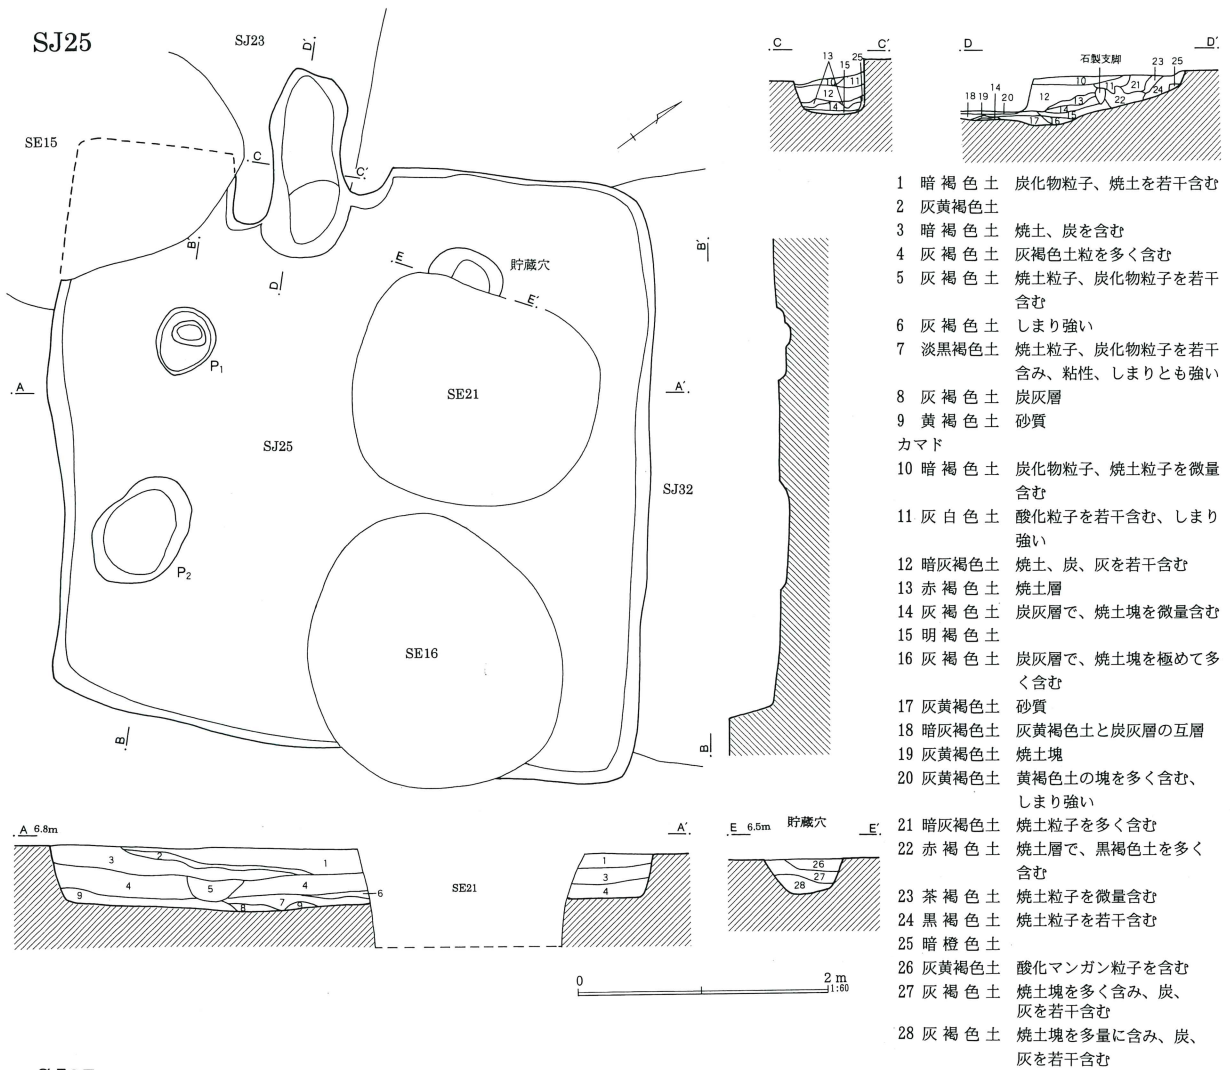 SJ25
SJ23
D´
SE15
C
C´
B´
B´
D
E
貯蔵穴
E´
P1
A
A´
SE21
SJ25
SJ32
P2
SE16
B
B
A 6.8m
A´
3
2
1
4
5
4
6
9
8
7
9
SE21
1
3
4
E 6.5m
貯蔵穴
E´
26
27
28
0
2 m
1:60
C
C´
13
25
15
10
11
12
14
D
D´
石製支脚
23
25
14
18
19
20
12
10
11
21
24
13
22
14
15
17
16
1 暗褐色土 炭化物粒子、焼土を若干含む
2 灰黄褐色土
3 暗褐色土 焼土、炭を含む
4 灰褐色土 灰褐色土粒を多く含む
5 灰褐色土 焼土粒子、炭化物粒子を若干
含む
6 灰褐色土 しまり強い
7 淡黒褐色土 焼土粒子、炭化物粒子を若干
含み、粘性、しまりとも強い
8 灰褐色土 炭灰層
9 黄褐色土 砂質
カマド
10 暗褐色土 炭化物粒子、焼土粒子を微量
含む
11 灰白色土 酸化粒子を若干含む、しまり
強い
12 暗灰褐色土 焼土、炭、灰を若干含む
13 赤褐色土 焼土層
14 灰褐色土 炭灰層で、焼土塊を微量含む
15 明褐色土
16 灰褐色土 炭灰層で、焼土塊を極めて多
く含む
17 灰黄褐色土 砂質
18 暗灰褐色土 灰黄褐色土と炭灰層の互層
19 灰黄褐色土 焼土塊
20 灰黄褐色土 黄褐色土の塊を多く含む、
しまり強い
21 暗灰褐色土 焼土粒子を多く含む
22 赤褐色土 焼土層で、黒褐色土を多く
含む
23 茶褐色土 焼土粒子を微量含む
24 黒褐色土 焼土粒子を若干含む
25 暗橙色土
26 灰黄褐色土 酸化マンガン粒子を含む
27 灰褐色土 焼土塊を多く含み、炭、
灰を若干含む
28 灰褐色土 焼土塊を多量に含み、炭、
灰を若干含む